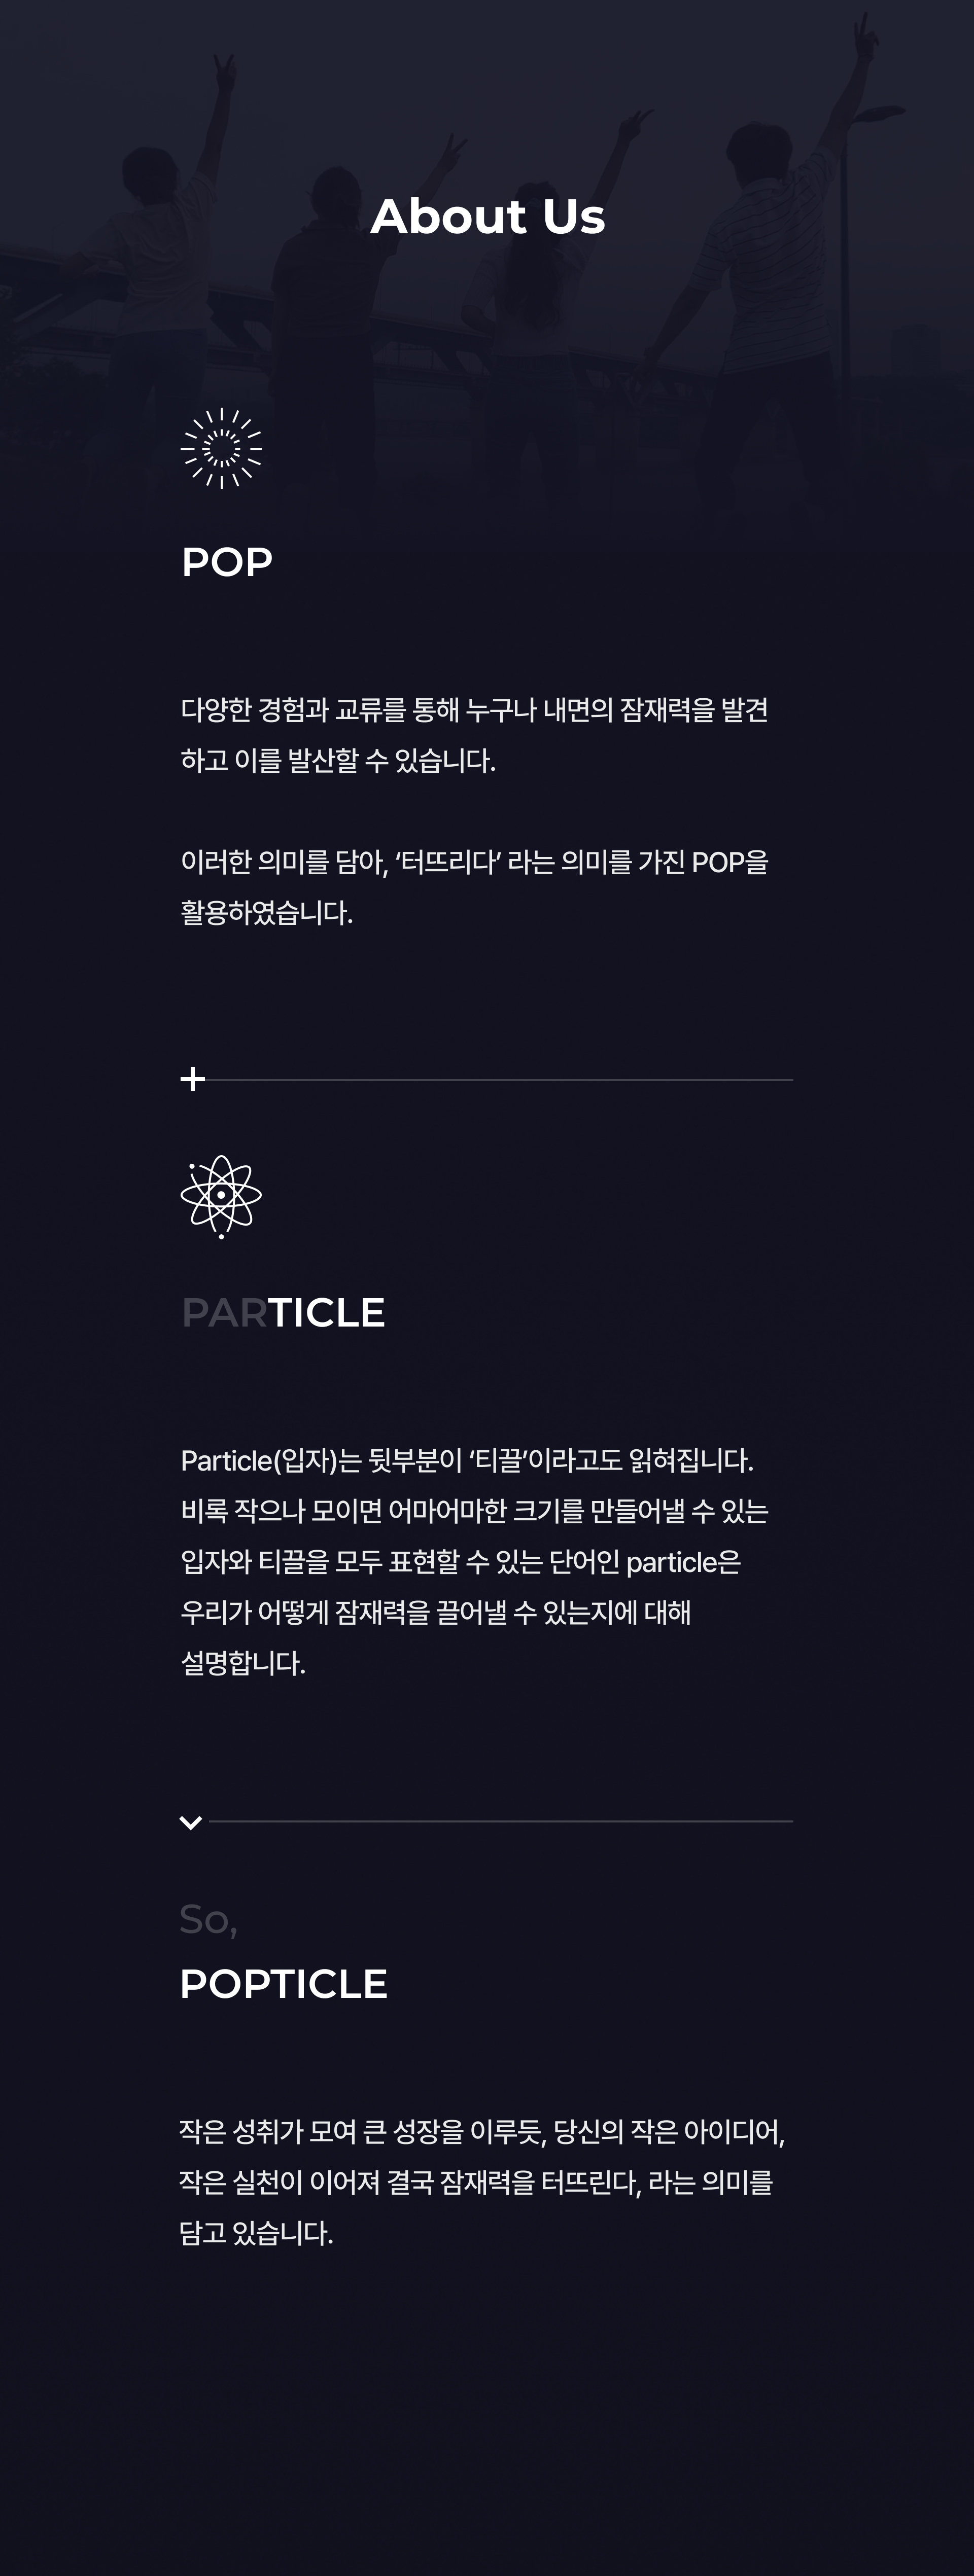 About Us
POP
다양한 경험과 교류를 통해 누구나 내면의 잠재력을 발견
하고 이를 발산할 수 있습니다.
이러한 의미를 담아, ‘터뜨리다’ 라는 의미를 가진 POP을
활용하였습니다.
PARTICLE
Particle(입자)는 뒷부분이 ‘티끌’이라고도 읽혀집니다.
비록 작으나 모이면 어마어마한 크기를 만들어낼 수 있는
입자와 티끌을 모두 표현할 수 있는 단어인 particle은
우리가 어떻게 잠재력을 끌어낼 수 있는지에 대해
설명합니다.
So,
POPTICLE
작은 성취가 모여 큰 성장을 이루듯, 당신의 작은 아이디어,
작은 실천이 이어져 결국 잠재력을 터뜨린다, 라는 의미를
담고 있습니다.